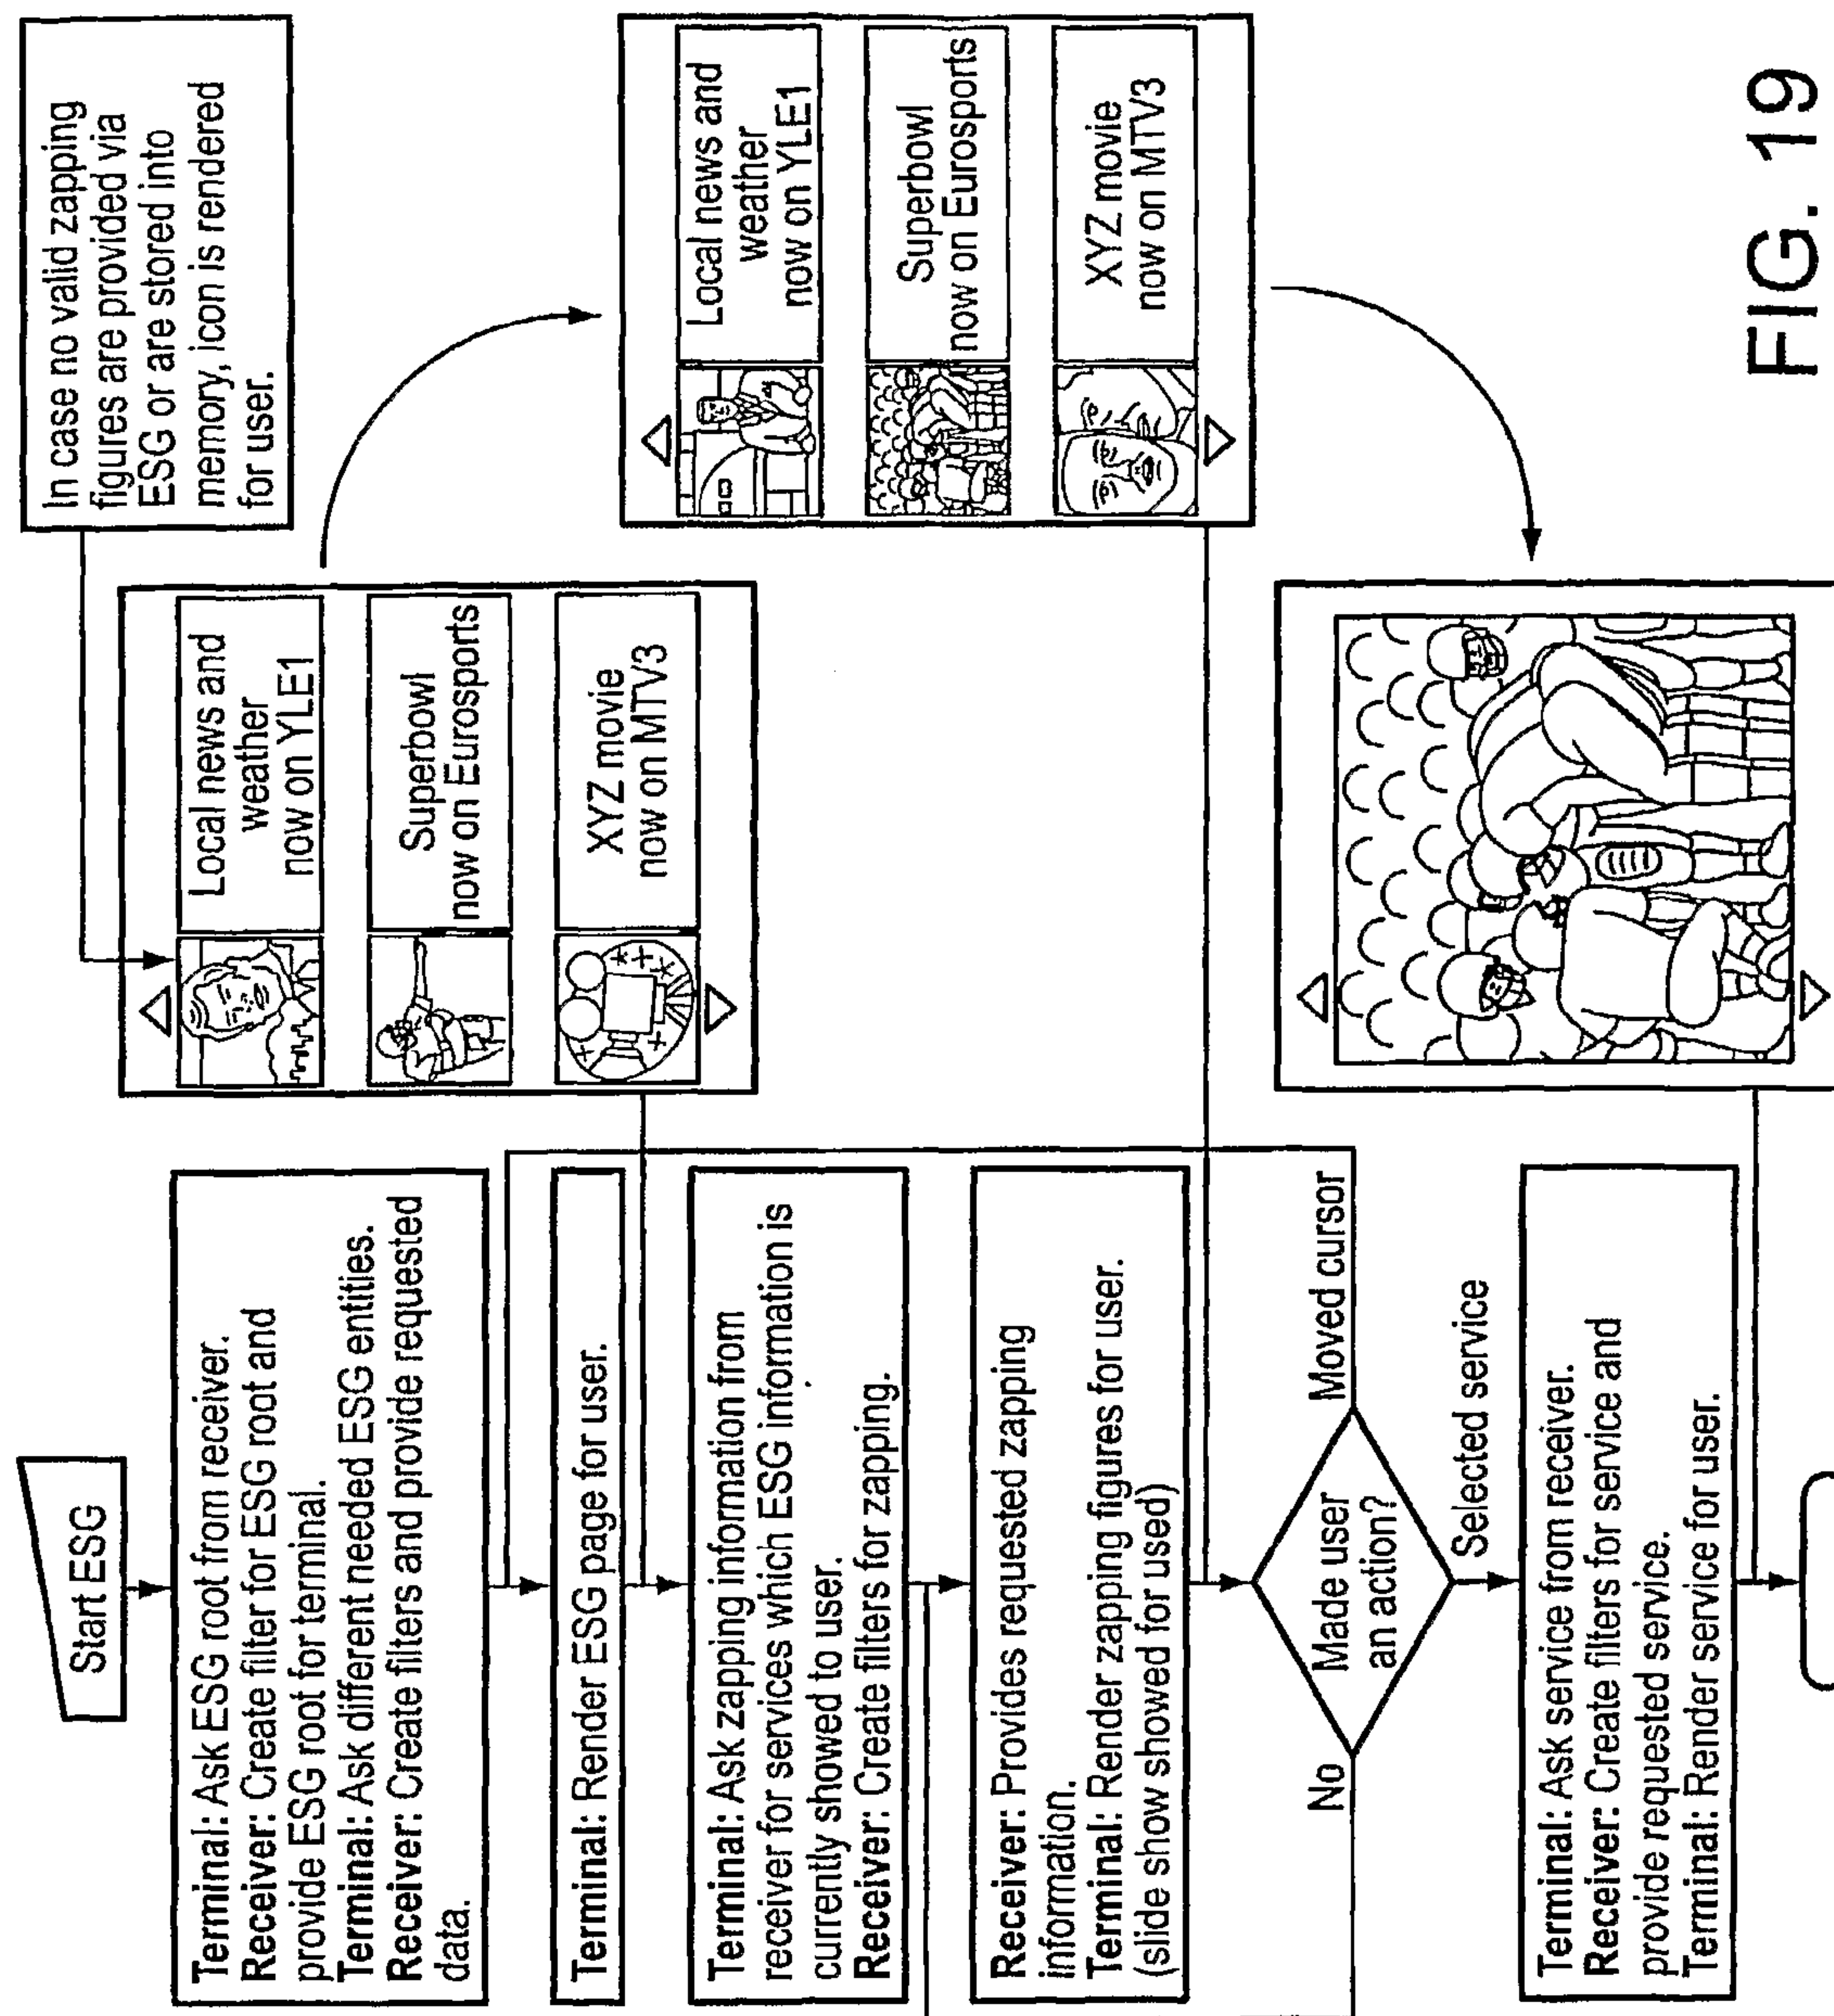 Start ESG
Terminal: Ask ESG root from receiver.
Receiver: Create filter for ESG root and
provide ESG root for terminal.
Terminal: Ask different needed ESG entities.
Receiver: Create filters and provide requested
data.
Terminal: Render ESG page for user.
Terminal: Ask zapping information from
receiver for services which ESG information is
currently showed to user.
Receiver: Create filters for zapping.
Receiver: Provides requested zapping
information.
Terminal: Render zapping figures for user.
(slide show showed for used)
Made user
an action?
No
Moved cursor
Selected service
Terminal: Ask service from receiver.
Receiver: Create filters for service and
provide requested service.
Terminal: Render service for user.
In case no valid zapping
figures are provided via
ESG or are stored into
memory, icon is rendered
for user.
Local news and
weather
now on YLE1
Superbowl
now on Eurosports
XYZ movie
now on MTV3
Local news and
weather
now on YLE1
Superbowl
now on Eurosports
XYZ movie
now on MTV3
FIG. 19